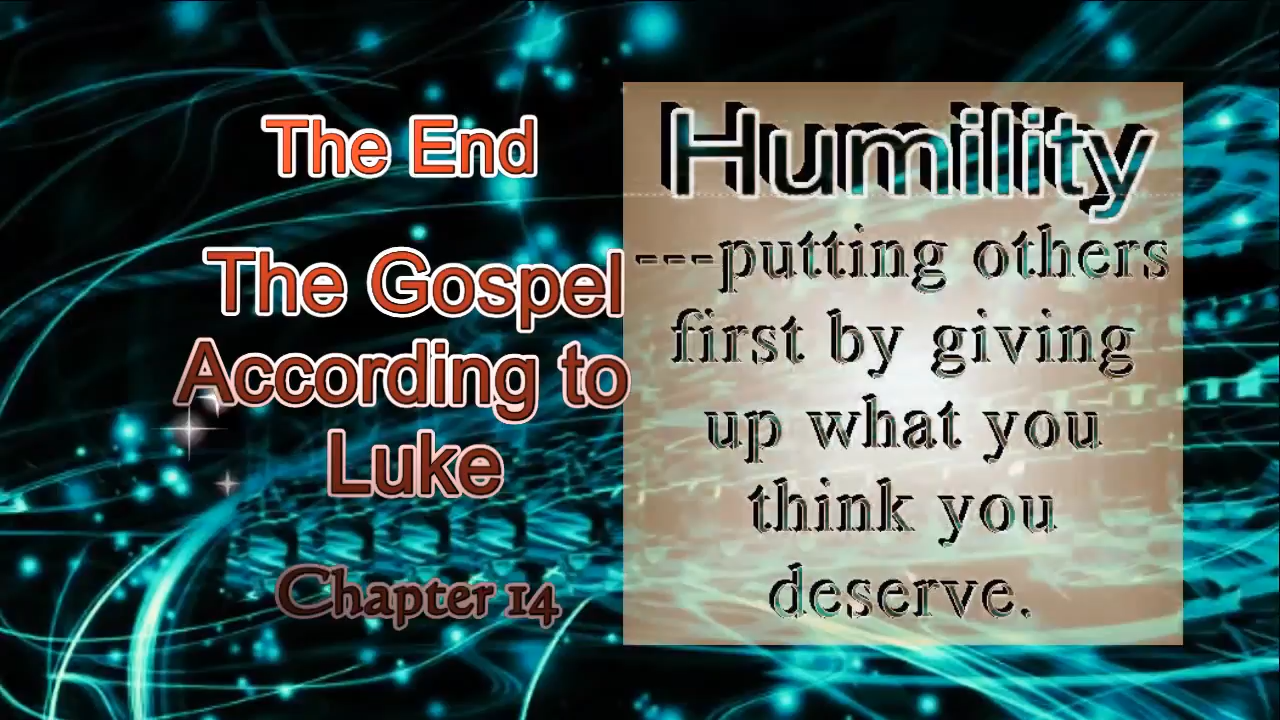 The End
The Gospel
According to
Luke
Chapter 14
Humility
---putting others
first by giving
up what you
think you
deserve.